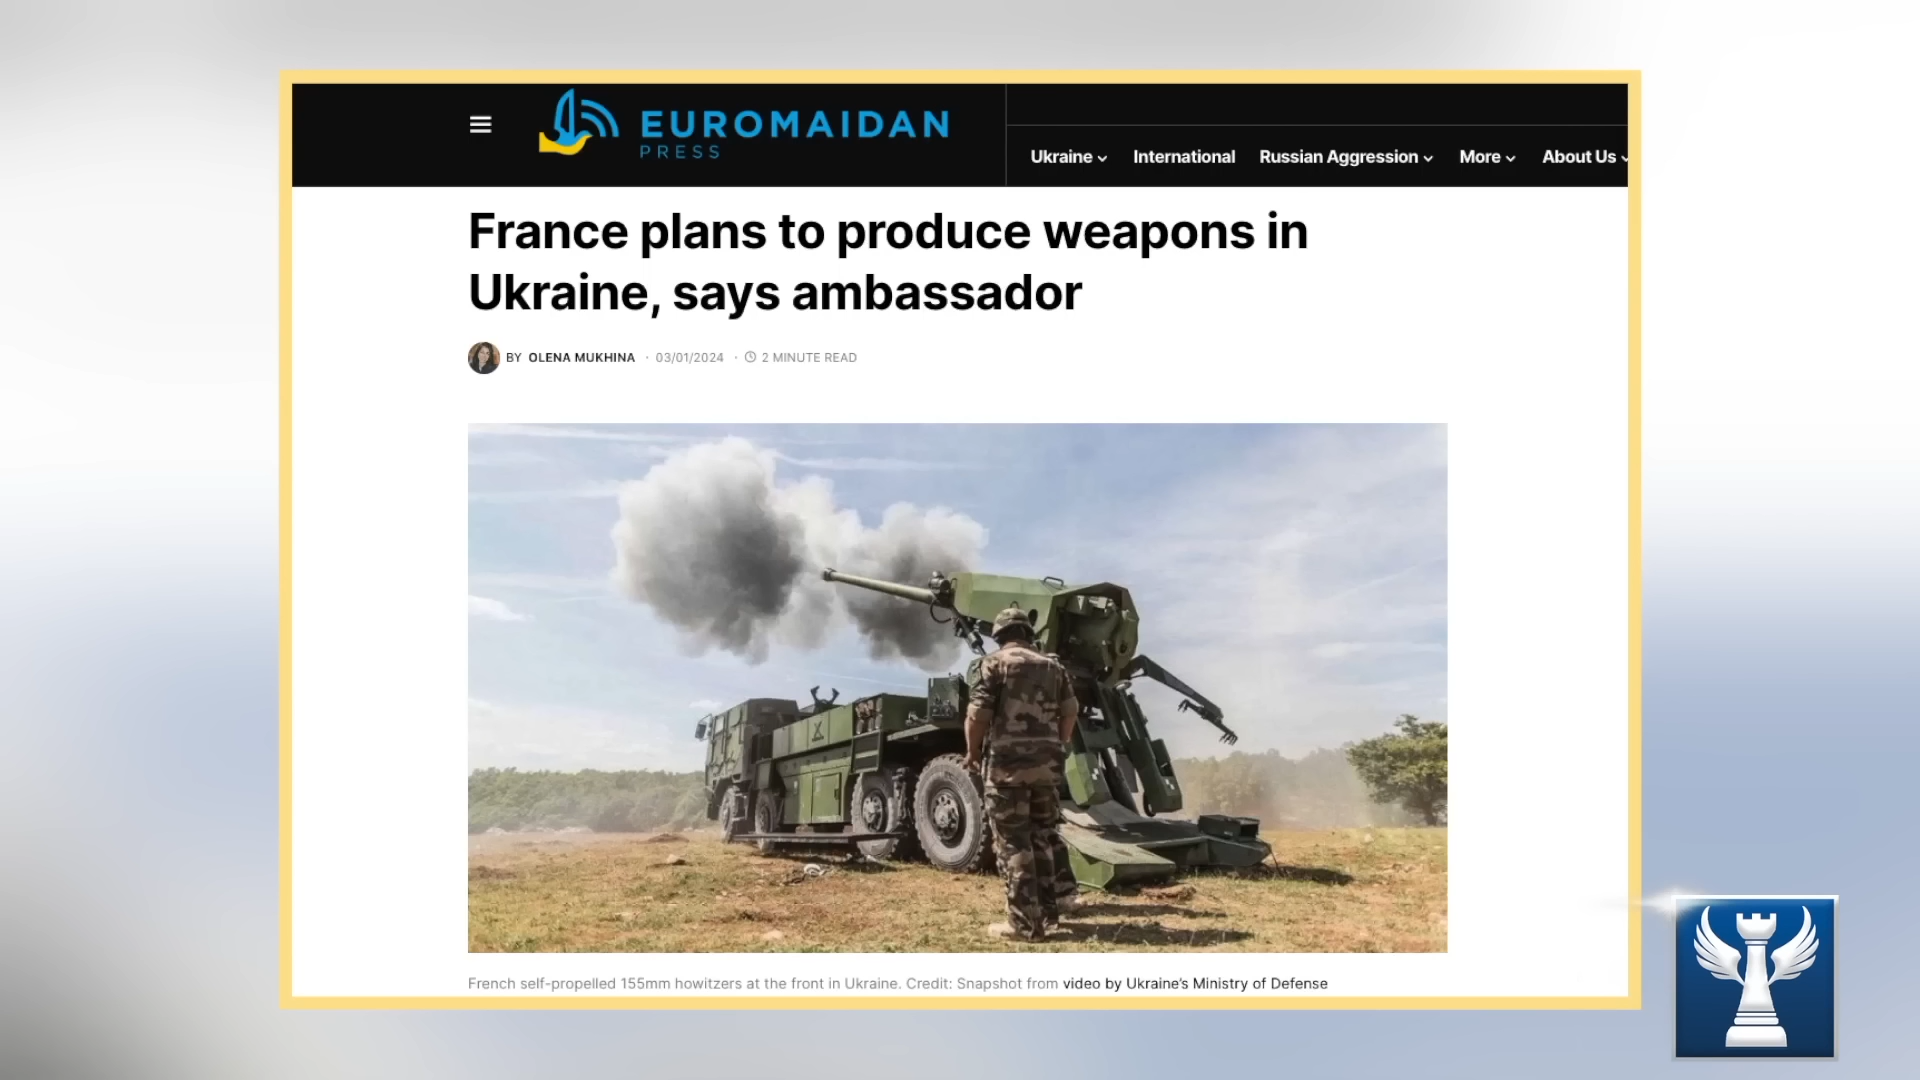 EUROMAIDAN
PRESS
Ukraine
International
Russian Aggression
More
About Us
France plans to produce weapons in
Ukraine, says ambassador
BY OLENA MUKHINA · 03/01/2024 · 2 MINUTE READ
French self-propelled 155mm howitzers at the front in Ukraine. Credit: Snapshot from video by Ukraine's Ministry of Defense